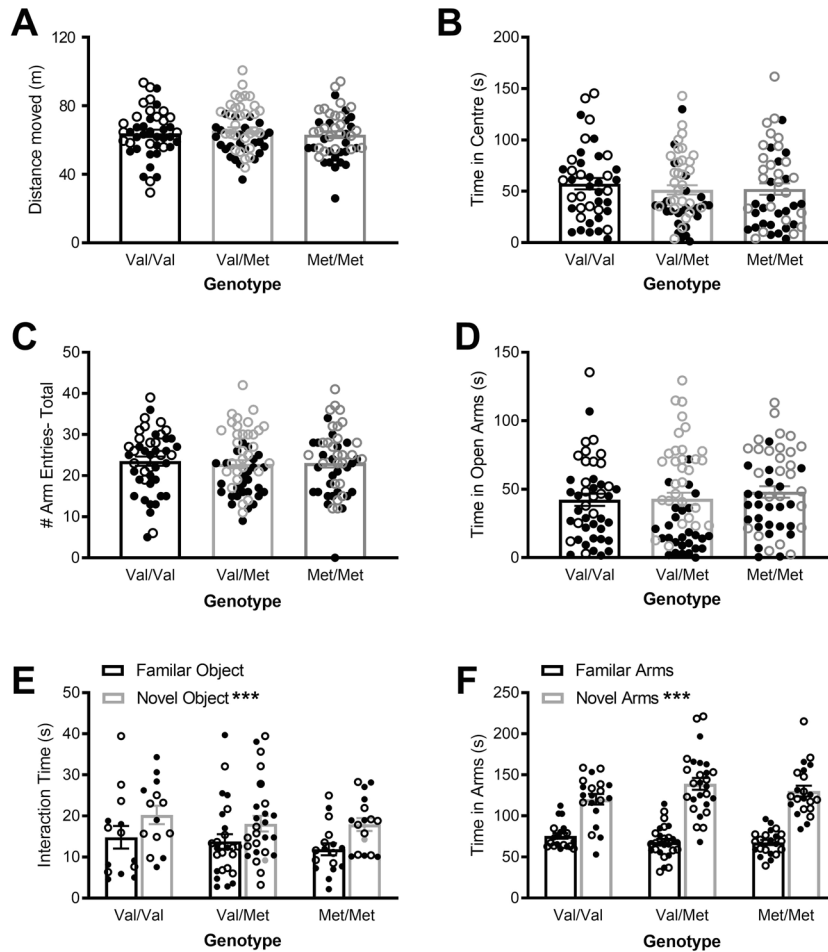 A
Distance moved (m)
120
80
40
0
Val/Val Val/Met Met/Met
Genotype
B
Time in Centre (s)
200
150
100
50
0
Val/Val Val/Met Met/Met
Genotype
C
# Arm Entries- Total
50
40
30
20
10
0
Val/Val Val/Met Met/Met
Genotype
D
Time in Open Arms (s)
150
100
50
0
Val/Val Val/Met Met/Met
Genotype
E
Familar Object
Novel Object ***
Interaction Time (s)
50
40
30
20
10
0
Val/Val Val/Met Met/Met
Genotype
F
Familar Arms
Novel Arms ***
Time in Arms (s)
250
200
150
100
50
0
Val/Val Val/Met Met/Met
Genotype